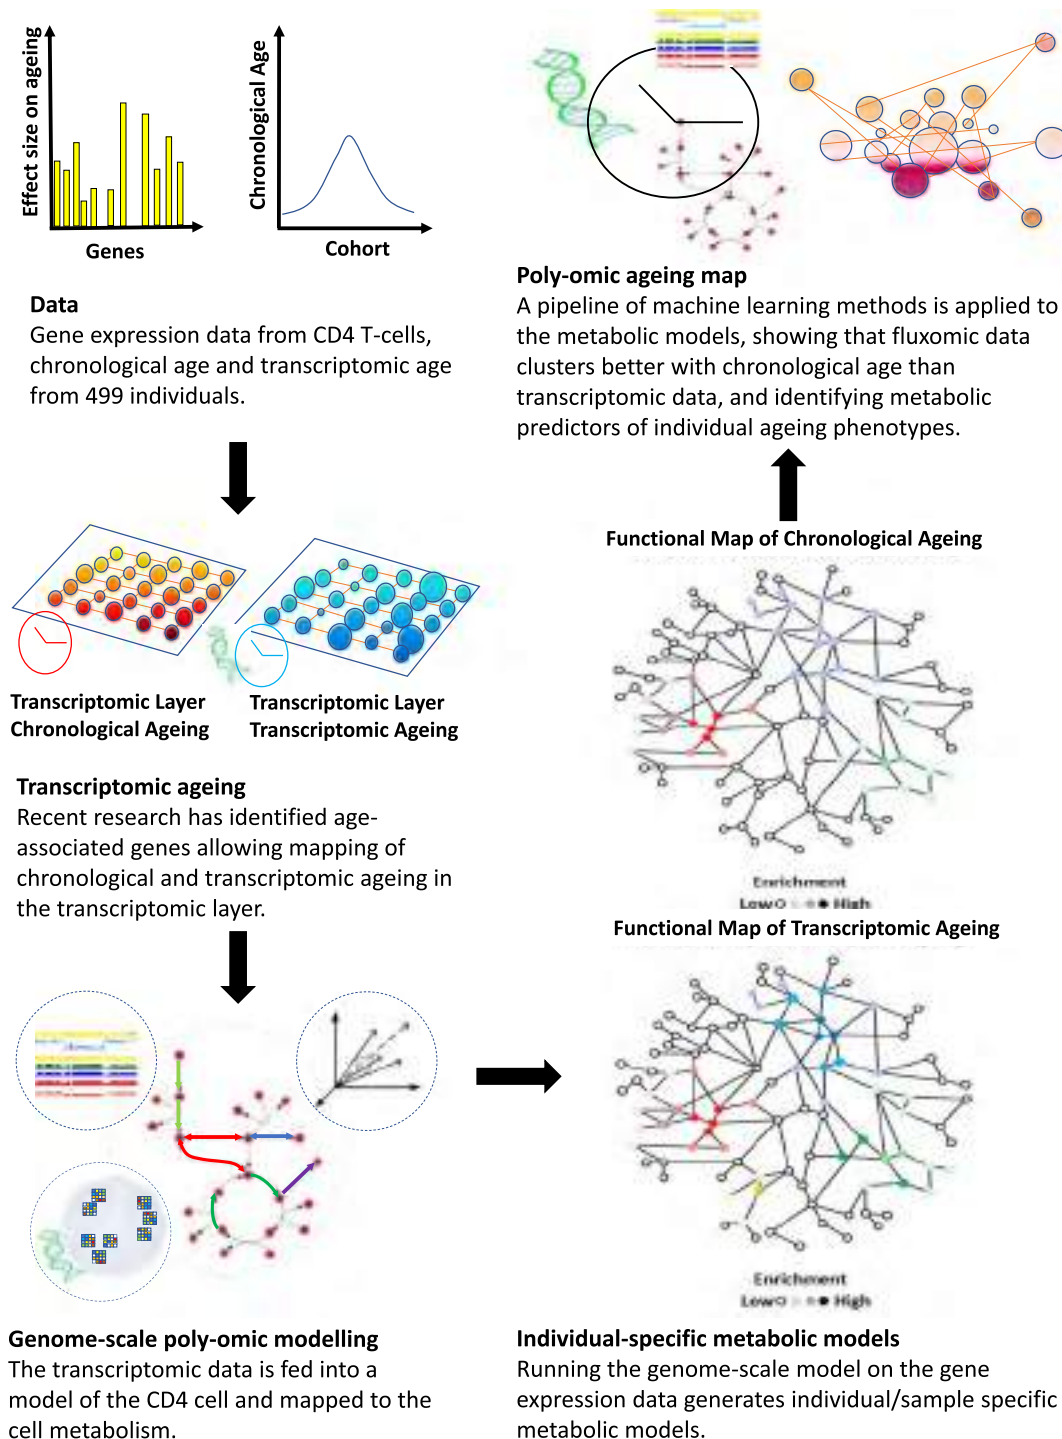 Effect size on ageing
Genes
Chronological Age
Cohort
Data
Gene expression data from CD4 T-cells,
chronological age and transcriptomic age
from 499 individuals.
Transcriptomic Layer
Chronological Ageing
Transcriptomic Layer
Transcriptomic Ageing
Transcriptomic ageing
Recent research has identified age-
associated genes allowing mapping of
chronological and transcriptomic ageing in
the transcriptomic layer.
Genome-scale poly-omic modelling
The transcriptomic data is fed into a
model of the CD4 cell and mapped to the
cell metabolism.
Poly-omic ageing map
A pipeline of machine learning methods is applied to
the metabolic models, showing that fluxomic data
clusters better with chronological age than
transcriptomic data, and identifying metabolic
predictors of individual ageing phenotypes.
Functional Map of Chronological Ageing
Enrichment
Low High
Functional Map of Transcriptomic Ageing
Enrichment
Low High
Individual-specific metabolic models
Running the genome-scale model on the gene
expression data generates individual/sample specific
metabolic models.